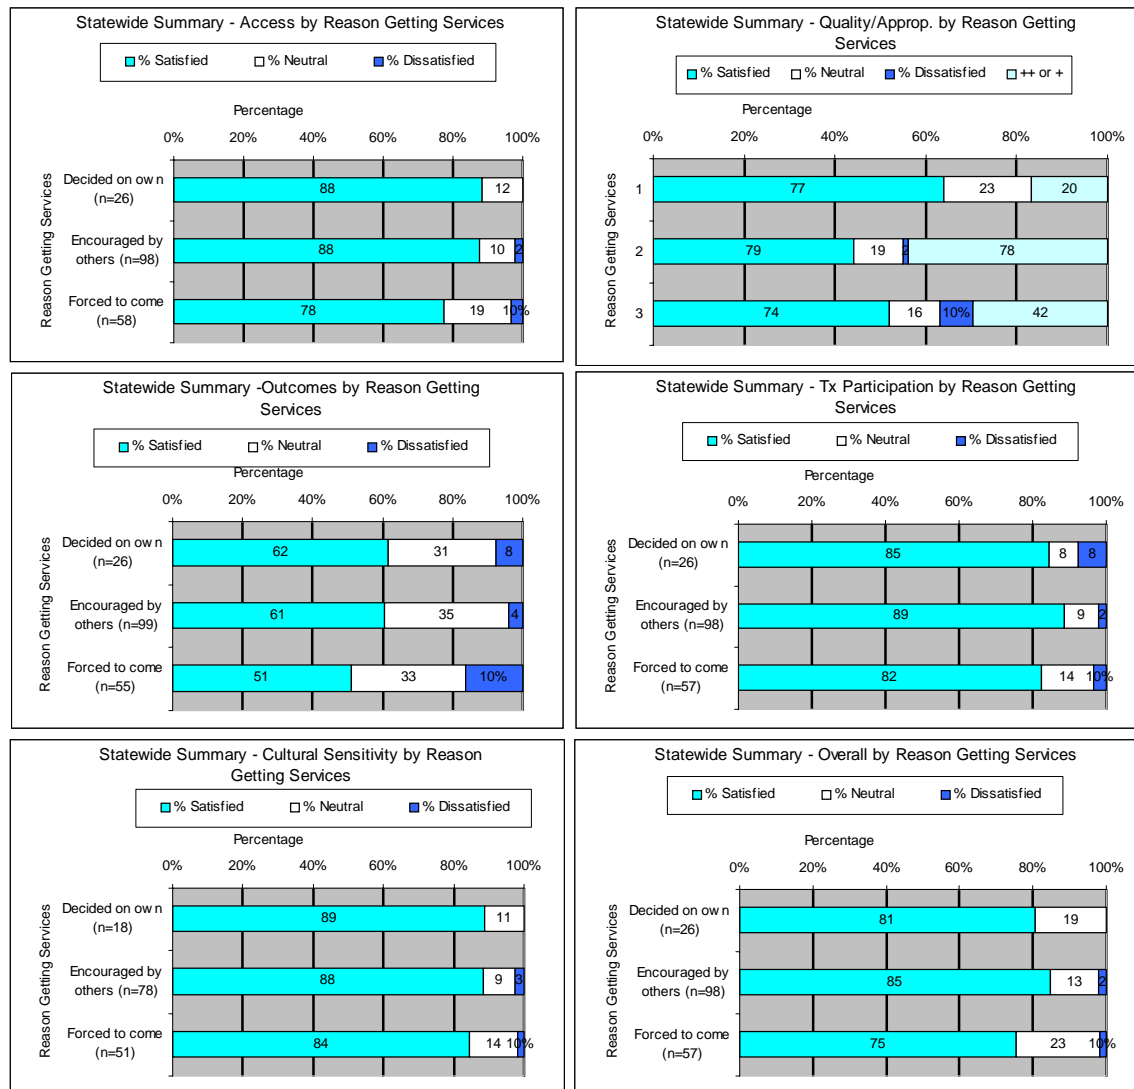 Statewide Summary - Access by Reason Getting Services
% Satisfied % Neutral % Dissatisfied
Percentage
0% 20% 40% 60% 80% 100%
Reason Getting Services
Decided on own
(n=26)
88 12
Encouraged by
others (n=98)
88 10 2
Forced to come
(n=58)
78 19 10%
Statewide Summary - Quality/Approp. by Reason Getting
Services
% Satisfied % Neutral % Dissatisfied ++ or +
Percentage
0% 20% 40% 60% 80% 100%
Reason Getting Services
1 77 23 20
2 79 19 2 78
3 74 16 10% 42
Statewide Summary -Outcomes by Reason Getting
Services
% Satisfied % Neutral % Dissatisfied
Percentage
0% 20% 40% 60% 80% 100%
Reason Getting Services
Decided on own
(n=26)
62 31 8
Encouraged by
others (n=99)
61 35 4
Forced to come
(n=55)
51 33 10%
Statewide Summary - Tx Participation by Reason Getting
Services
% Satisfied % Neutral % Dissatisfied
Percentage
0% 20% 40% 60% 80% 100%
Reason Getting Services
Decided on own
(n=26)
85 8 8
Encouraged by
others (n=98)
89 9 2
Forced to come
(n=57)
82 14 10%
Statewide Summary - Cultural Sensitivity by Reason
Getting Services
% Satisfied % Neutral % Dissatisfied
Percentage
0% 20% 40% 60% 80% 100%
Reason Getting Services
Decided on own
(n=18)
89 11
Encouraged by
others (n=78)
88 9 3
Forced to come
(n=51)
84 14 10%
Statewide Summary - Overall by Reason Getting Services
% Satisfied % Neutral % Dissatisfied
Percentage
0% 20% 40% 60% 80% 100%
Reason Getting Services
Decided on own
(n=26)
81 19
Encouraged by
others (n=98)
85 13 2
Forced to come
(n=57)
75 23 10%